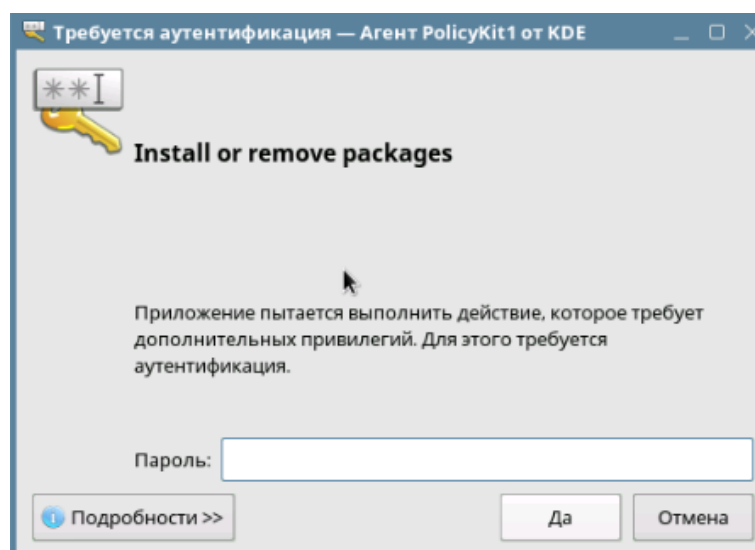 Требуется аутентификация — Агент PolicyKit1 от KDE
Install or remove packages
Приложение пытается выполнить действие, которое требует
дополнительных привилегий. Для этого требуется
аутентификация.
Пароль:
Подробности >>
Да
Отмена